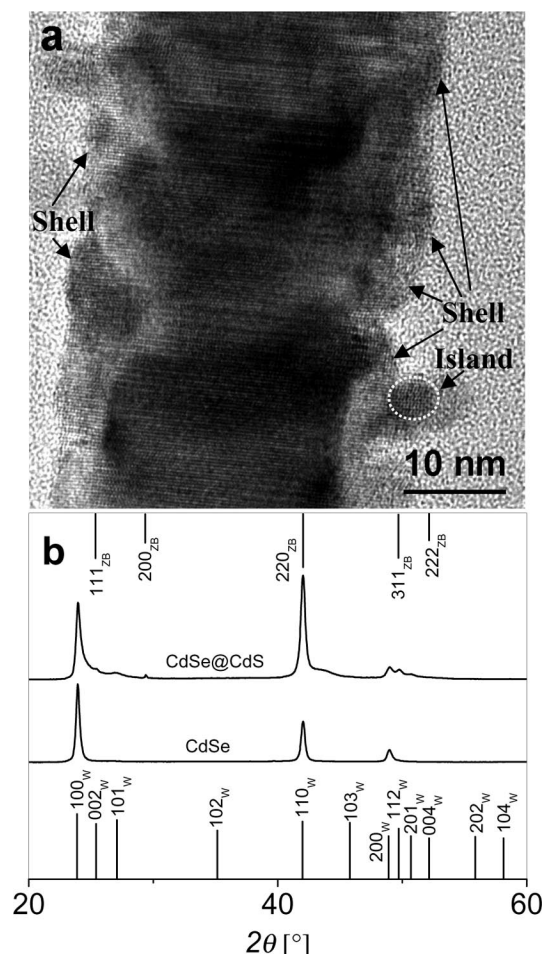 a
Shell
Shell
Island
10 nm
b
111ZB
200ZB
220ZB
311ZB
222ZB
CdSe@CdS
CdSe
100W
002W
101W
102W
110W
103W
200W
112W
201W
004W
202W
104W
20
40
60
2θ [°]